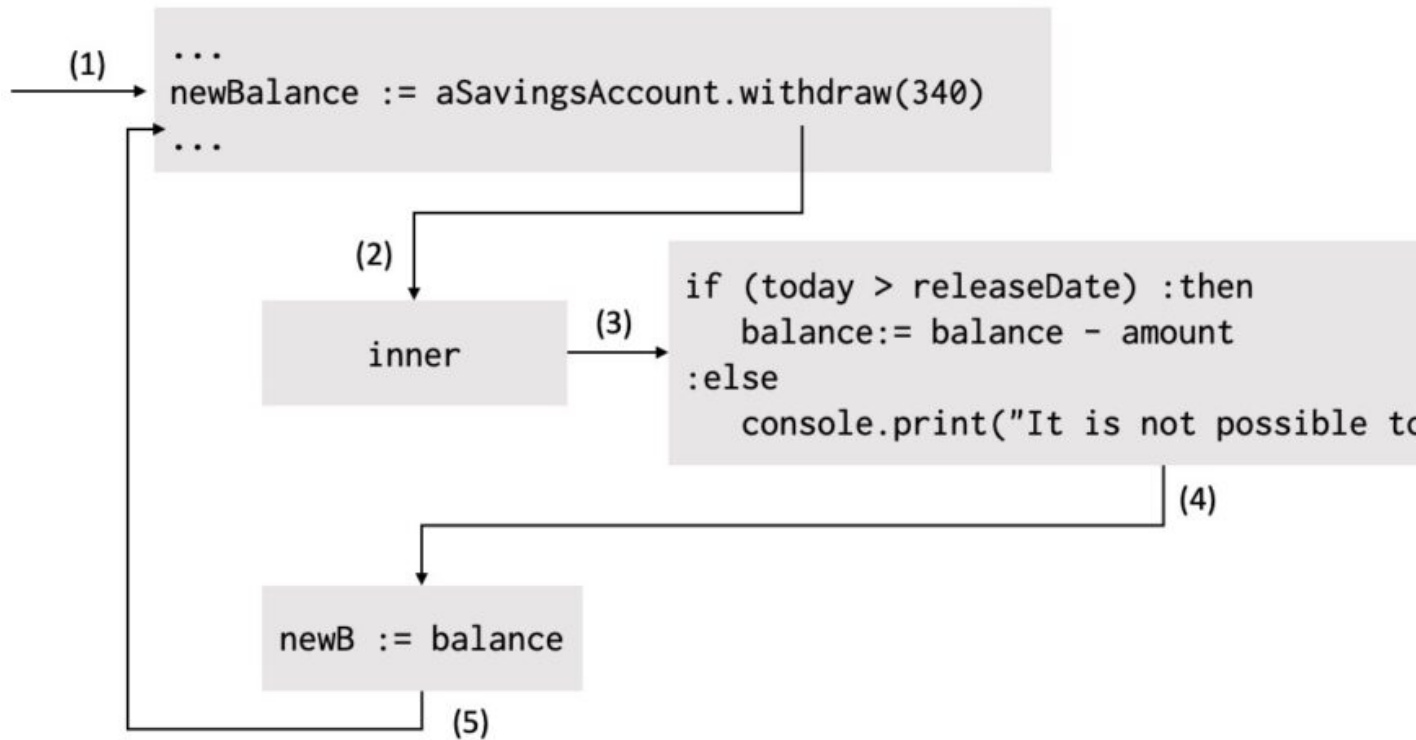 ...
(1)
newBalance := aSavingsAccount.withdraw(340)
...
(2)
inner
(3)
if (today > releaseDate) :then
balance:= balance - amount
:else
console.print("It is not possible
(4)
newB := balance
(5)